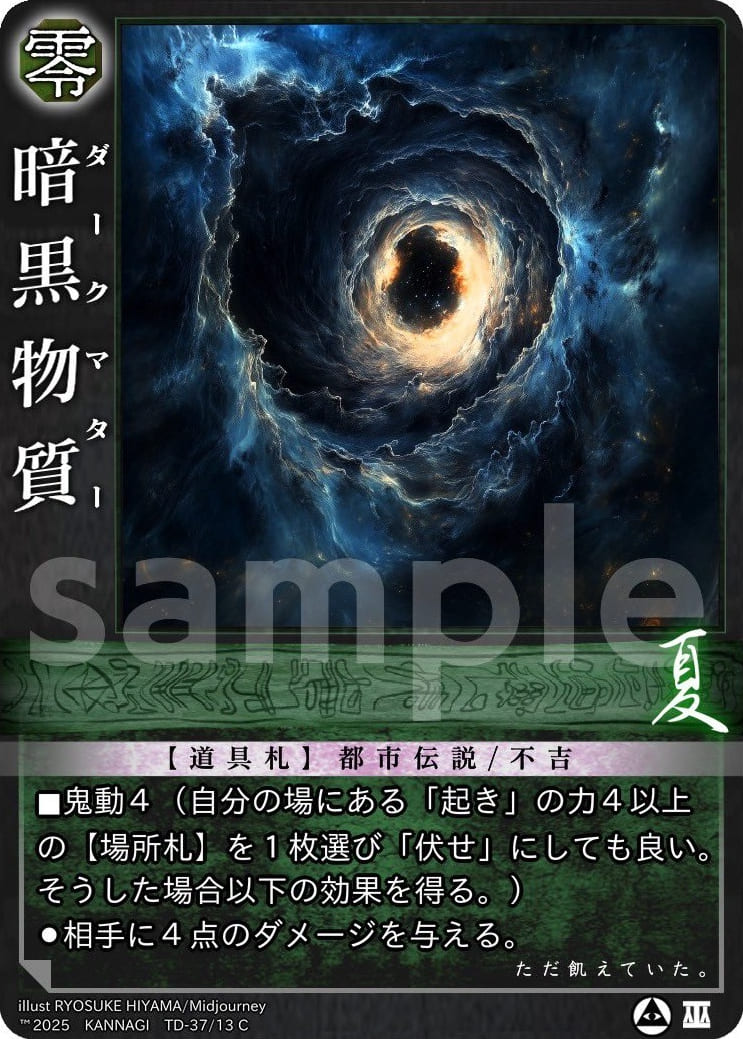 零
暗黒物質
ダークマター
sample
夏
【道具札】都市伝説/不吉
■鬼動４（自分の場にある「起き」の力４以上
の【場所札】を１枚選び「伏せ」にしても良い。
そうした場合以下の効果を得る。）
●相手に４点のダメージを与える。
ただ飢えていた。
illust RYOSUKE HIYAMA/Midjourney
™2025 KANNAGI TD-37/13 C